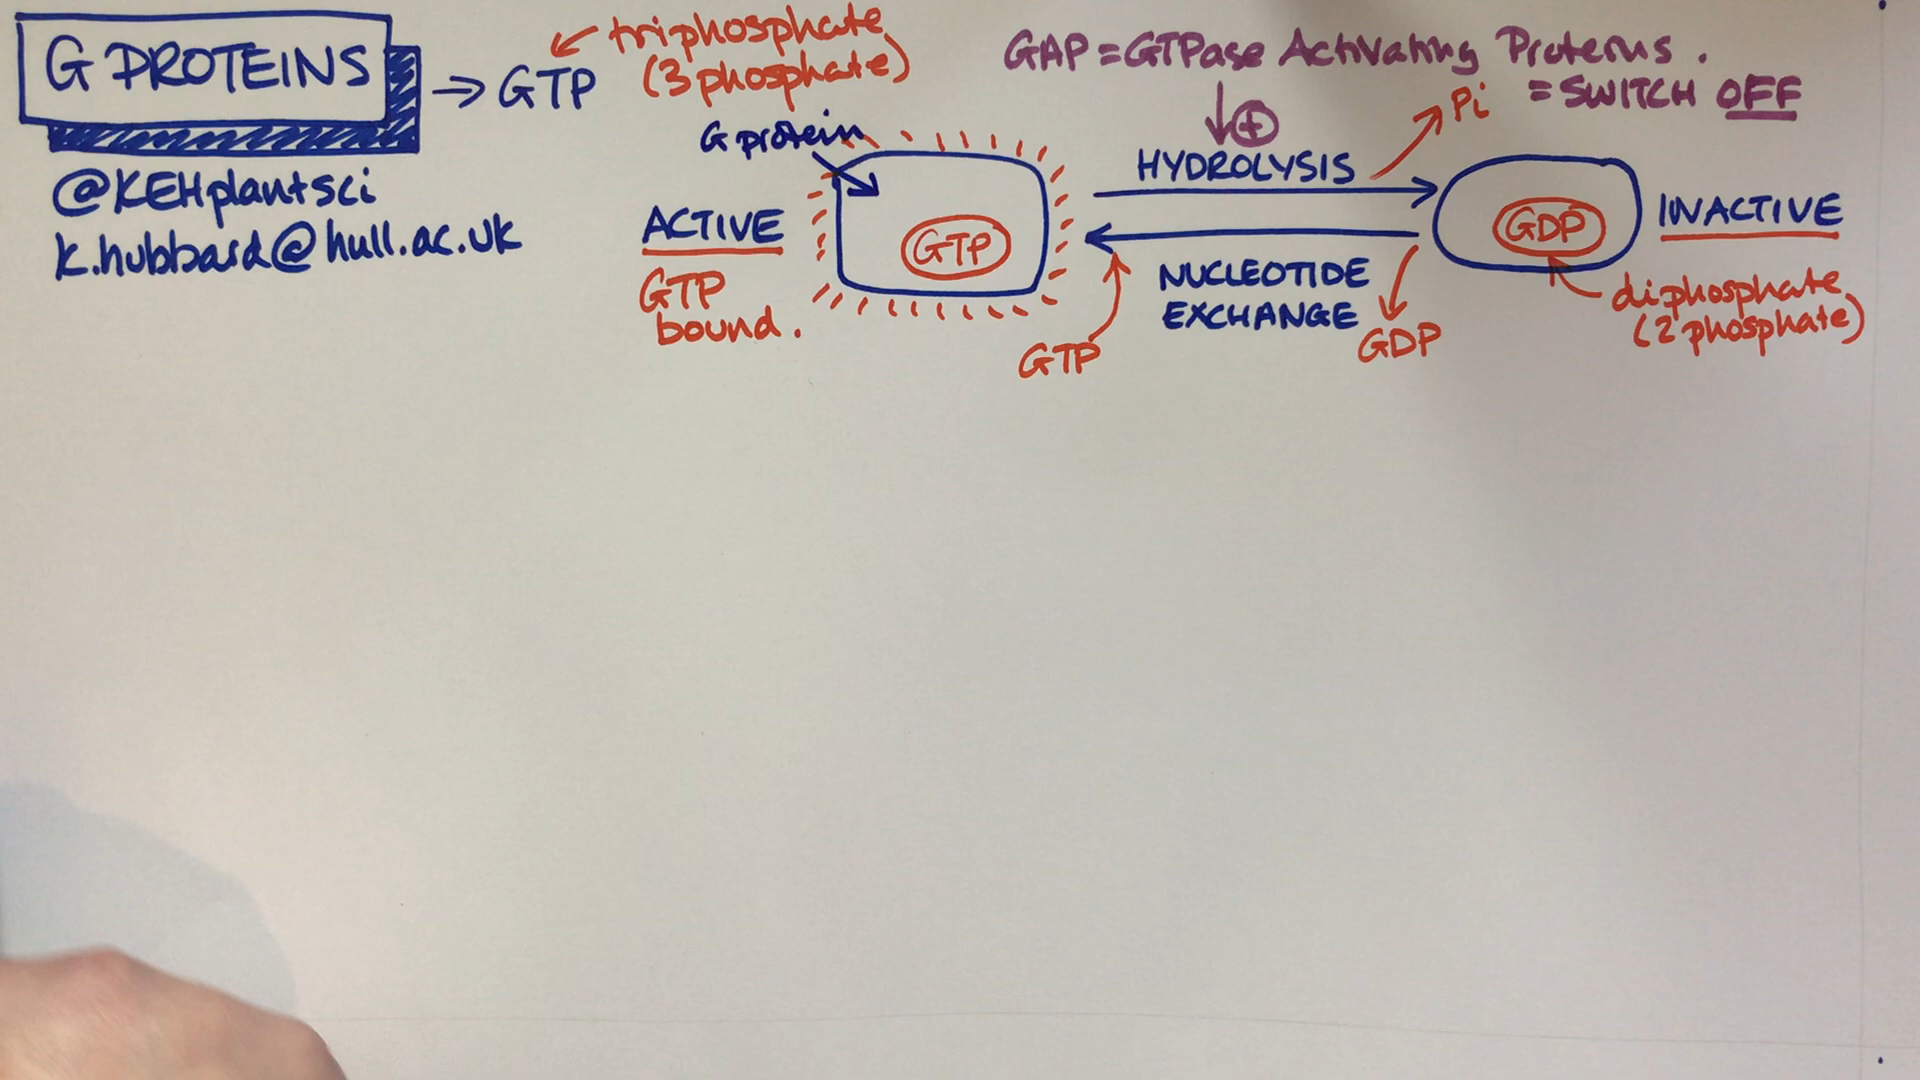 G PROTEINS
→ GTP
triphosphate
(3 phosphate)
@KEHplantsci
k.hubbard@hull.ac.uk
GAP = GTPase Activating Proteins.
= SWITCH OFF
+
G protein
HYDROLYSIS
Pi
ACTIVE
GTP
bound.
GTP
GDP
INACTIVE
NUCLEOTIDE
EXCHANGE
GTP
GDP
diphosphate
(2 phosphate)